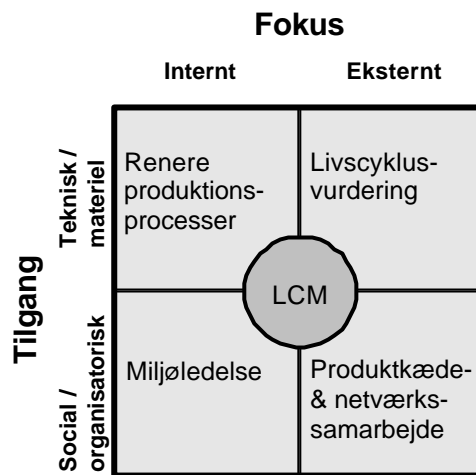 Fokus
Internt Eksternt
Tilgang
Teknisk /
materiel
Renere
produktions-
processer
Livscyklus-
vurdering
LCM
Social /
organisatorisk
Miljøledelse
Produktkæde-
& netværks-
samarbejde